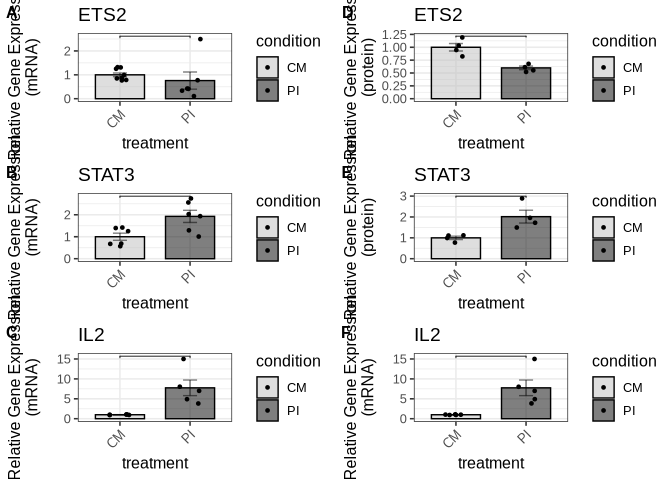 A
ETS2
Relative Gene Expression
(mRNA)
2
1
0
CM
PI
treatment
condition
CM
PI
D
ETS2
Relative Gene Expression
(protein)
1.25
1.00
0.75
0.50
0.25
0.00
CM
PI
treatment
condition
CM
PI
B
STAT3
Relative Gene Expression
(mRNA)
2
1
0
CM
PI
treatment
condition
CM
PI
E
STAT3
Relative Gene Expression
(protein)
3
2
1
0
CM
PI
treatment
condition
CM
PI
C
IL2
Relative Gene Expression
(mRNA)
15
10
5
0
CM
PI
treatment
condition
CM
PI
F
IL2
Relative Gene Expression
(mRNA)
15
10
5
0
CM
PI
treatment
condition
CM
PI